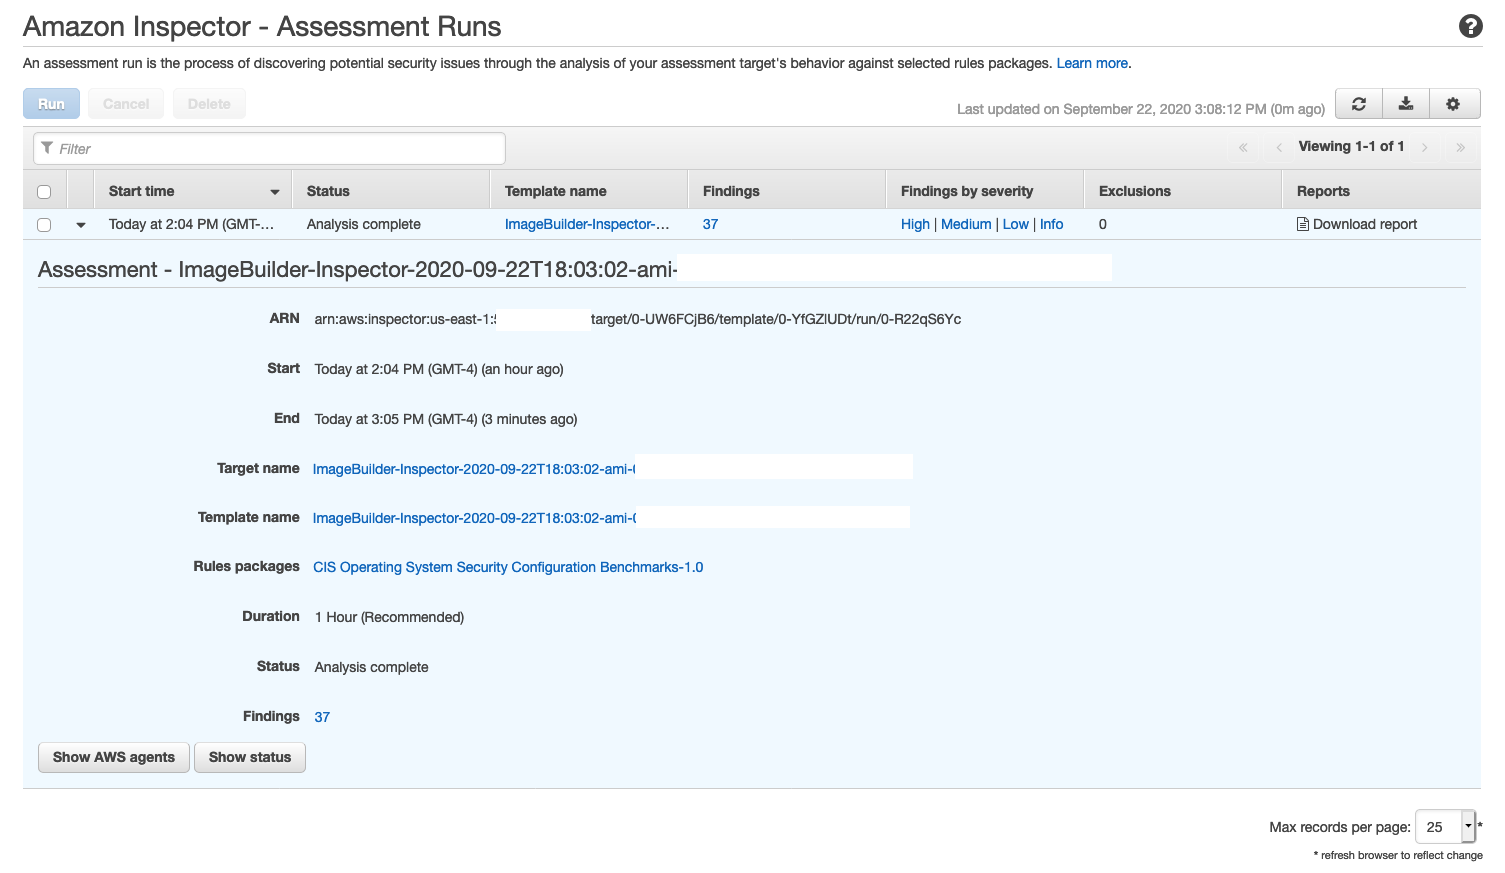 Amazon Inspector - Assessment Runs
An assessment run is the process of discovering potential security issues through the analysis of your assessment target's behavior against selected rules packages. Learn more.
Run Cancel Delete Last updated on September 22, 2020 3:08:12 PM (0m ago)
Filter « < Viewing 1-1 of 1 > »
Start time Status Template name Findings Findings by severity Exclusions Reports
Today at 2:04 PM (GMT-... Analysis complete ImageBuilder-Inspector-... 37 High | Medium | Low | Info 0 Download report
Assessment - ImageBuilder-Inspector-2020-09-22T18:03:02-ami-
ARN arn:aws:inspector:us-east-1: target/0-UW6FCjB6/template/0-YfGZlUDt/run/0-R22qS6Yc
Start Today at 2:04 PM (GMT-4) (an hour ago)
End Today at 3:05 PM (GMT-4) (3 minutes ago)
Target name ImageBuilder-Inspector-2020-09-22T18:03:02-ami-
Template name ImageBuilder-Inspector-2020-09-22T18:03:02-ami-
Rules packages CIS Operating System Security Configuration Benchmarks-1.0
Duration 1 Hour (Recommended)
Status Analysis complete
Findings 37
Show AWS agents Show status
Max records per page: 25 *
* refresh browser to reflect change